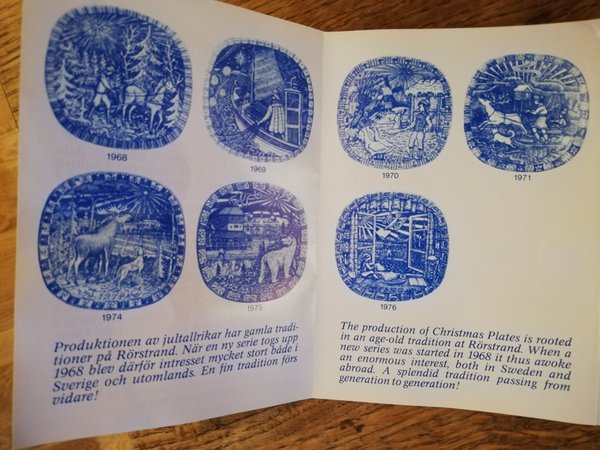 1968
1969
1974
1975
Produktionen av jultallrikar har gamla tradi-
tioner på Rörstrand. När en ny serie togs upp
1968 blev därför intresset mycket stort både i
Sverige och utomlands. En fin tradition förs
vidare!
1970
1971
1976
The production of Christmas Plates is rooted
in an age-old tradition at Rörstrand. When a
new series was started in 1968 it thus awoke
an enormous interest, both in Sweden and
abroad. A splendid tradition passing from
generation to generation!